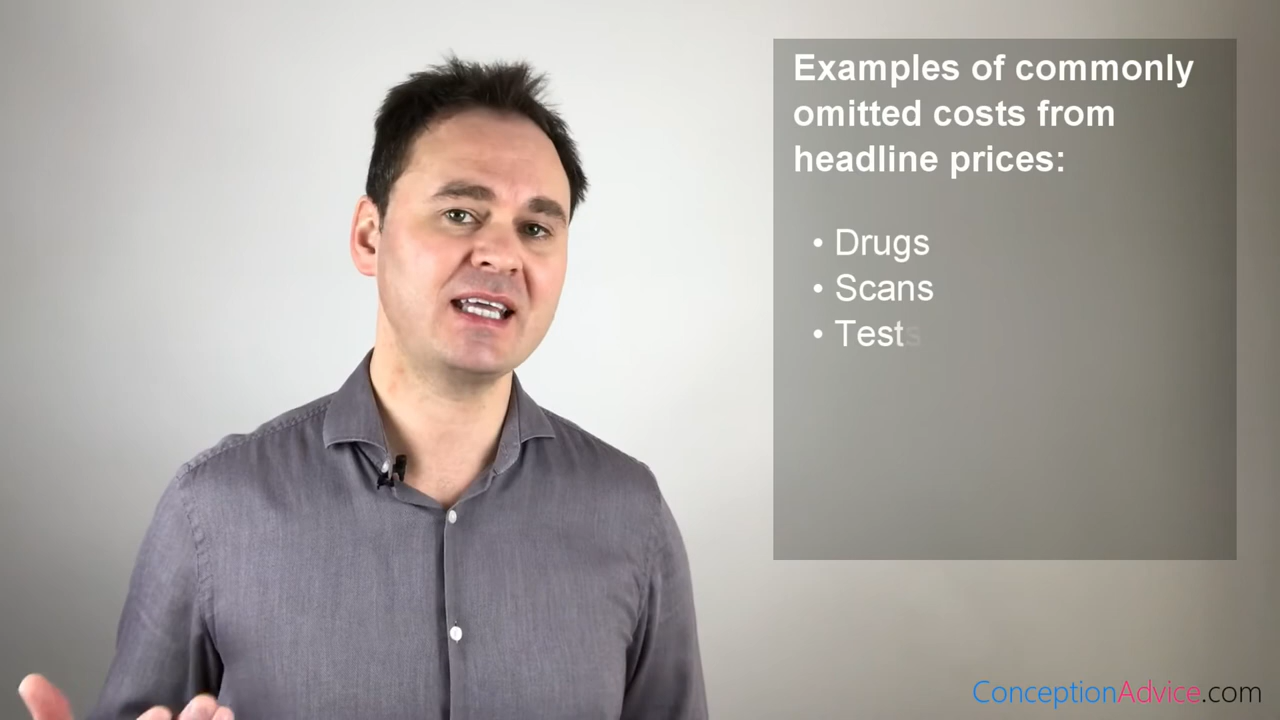 Examples of commonly
omitted costs from
headline prices:
• Drugs
• Scans
• Tests
ConceptionAdvice.com